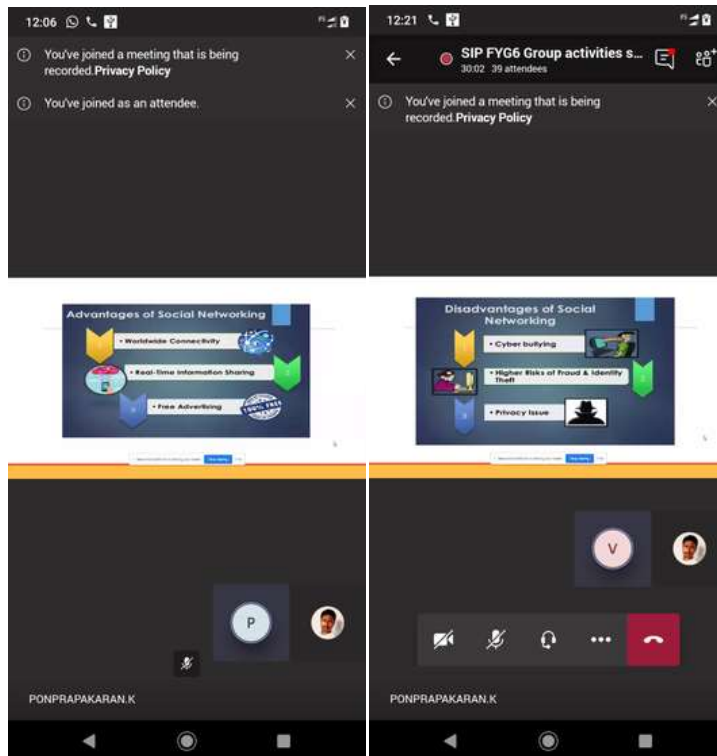 12:06
You've joined a meeting that is being
recorded.Privacy Policy
You've joined as an attendee.
Advantages of Social Networking
• Worldwide Connectivity
• Real-Time Information Sharing
• Free Advertising
100% FREE
P
PONPRAPAKARAN.K
12:21
SIP FYG6 Group activities s...
30:02 39 attendees
You've joined a meeting that is being
recorded.Privacy Policy
Disadvantages of Social
Networking
• Cyber bullying
• Higher Risks of Fraud & Identity
Theft
• Privacy Issue
V
PONPRAPAKARAN.K